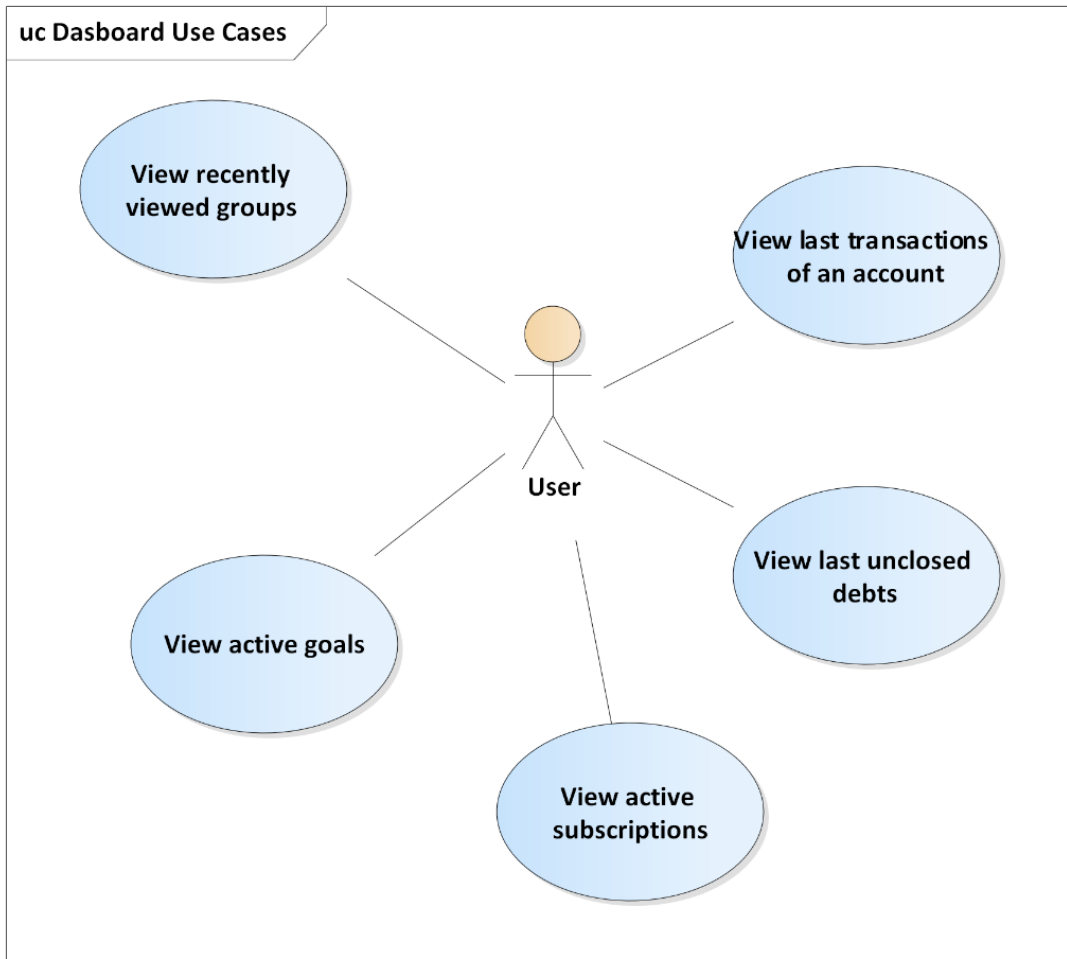 uc Dasboard Use Cases
View recently
viewed groups
View last transactions
of an account
User
View last unclosed
debts
View active goals
View active
subscriptions